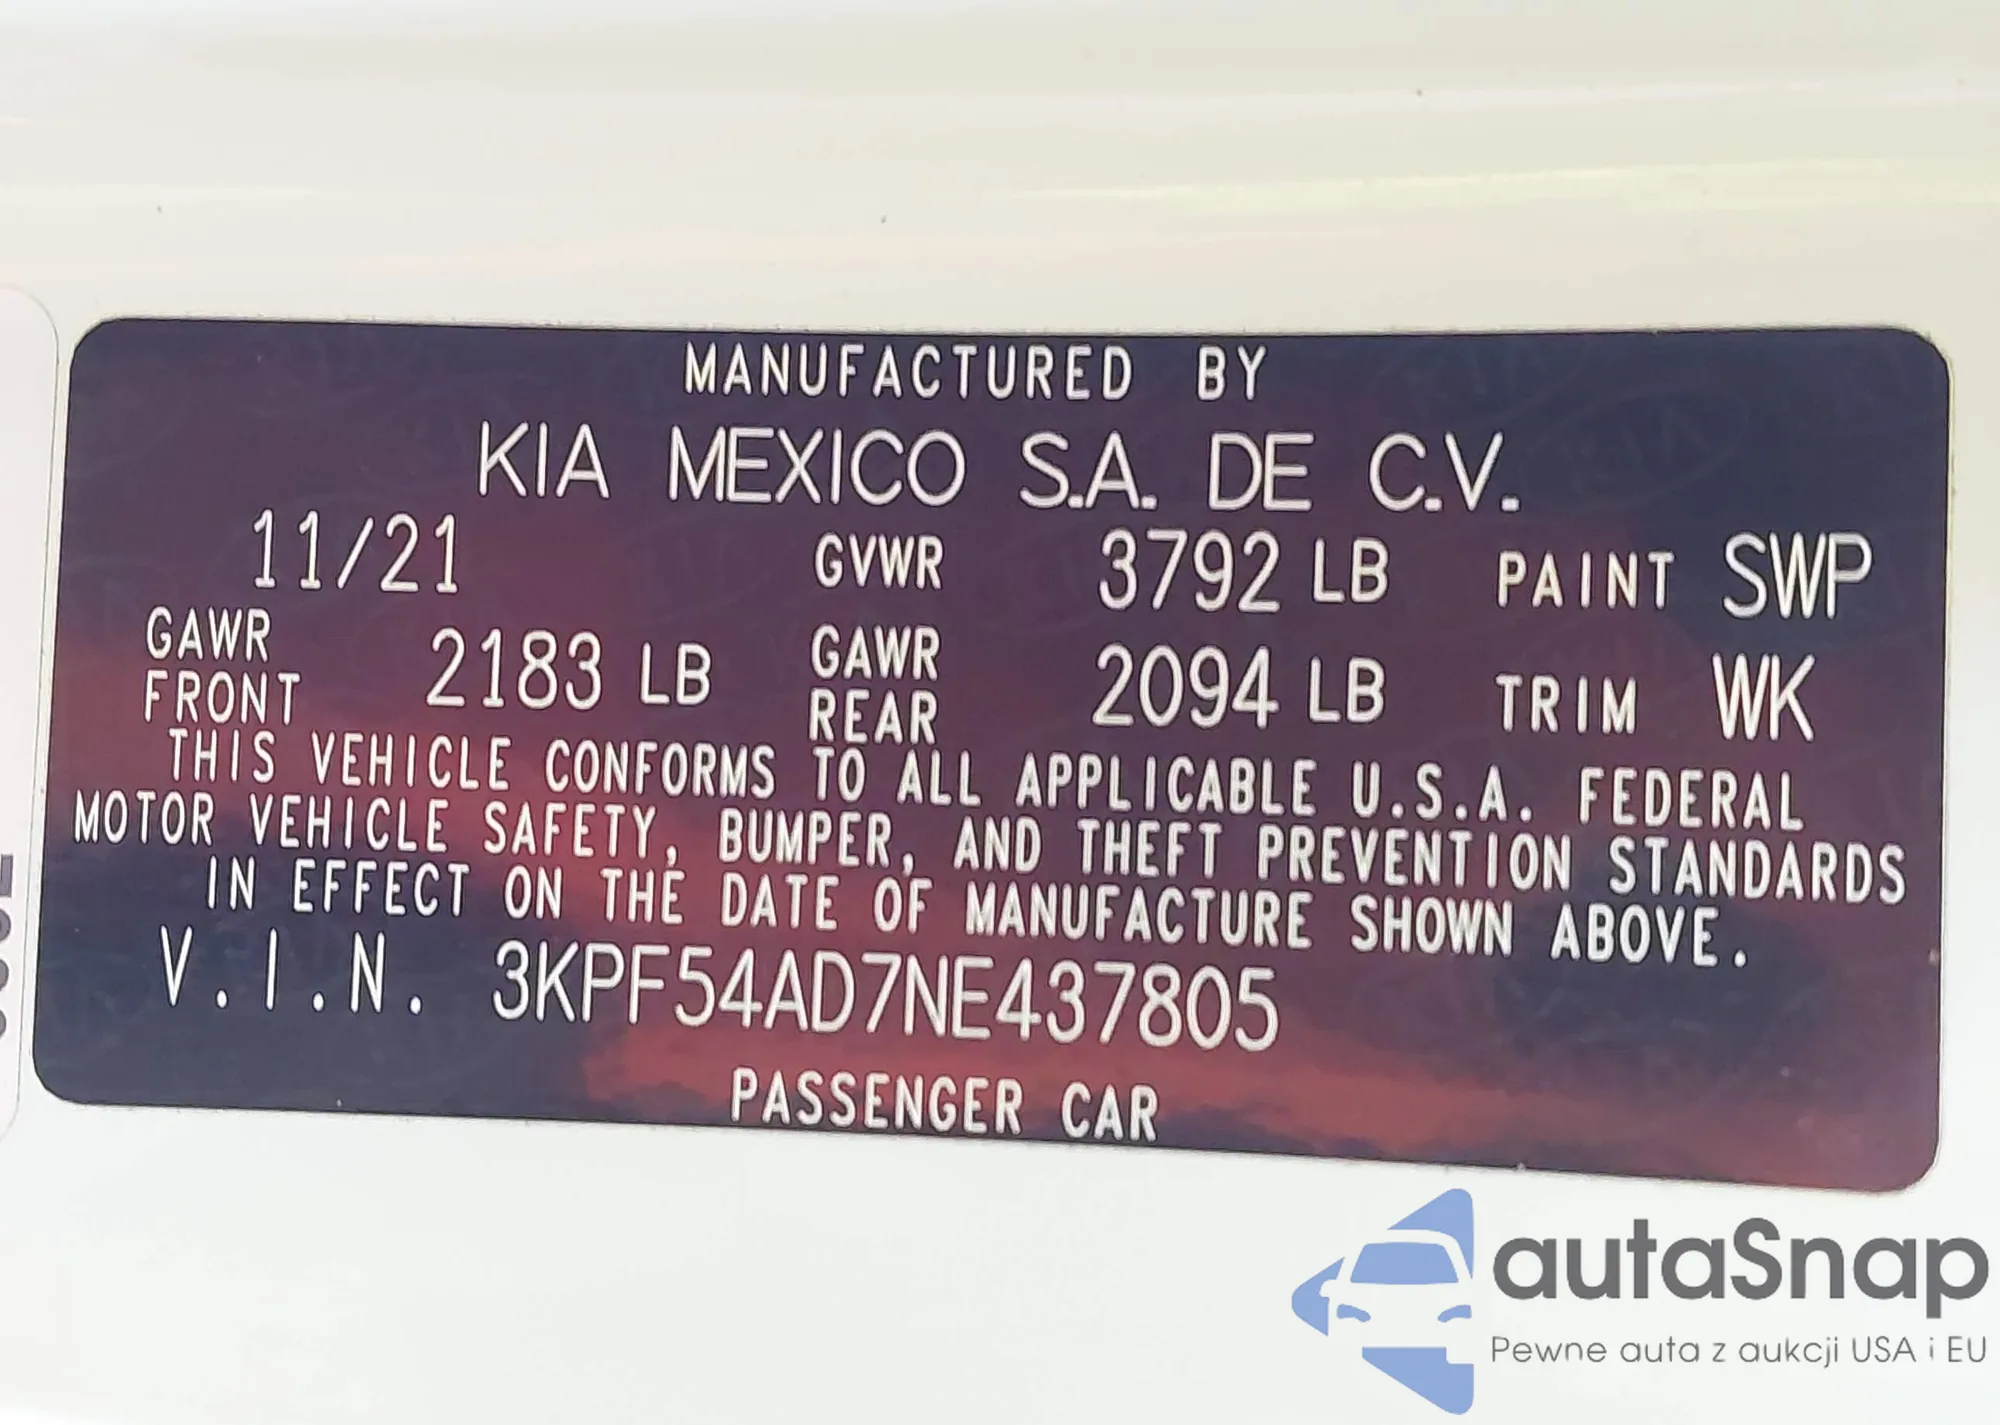 MANUFACTURED BY
KIA MEXICO S.A. DE C.V.
11/21 GVWR 3792 LB PAINT SWP
GAWR FRONT 2183 LB GAWR REAR 2094 LB TRIM WK
THIS VEHICLE CONFORMS TO ALL APPLICABLE U.S.A. FEDERAL
MOTOR VEHICLE SAFETY, BUMPER, AND THEFT PREVENTION STANDARDS
IN EFFECT ON THE DATE OF MANUFACTURE SHOWN ABOVE.
V.I.N. 3KPF54AD7NE437805
PASSENGER CAR
autaSnap
Pewne auta z aukcji USA i EU